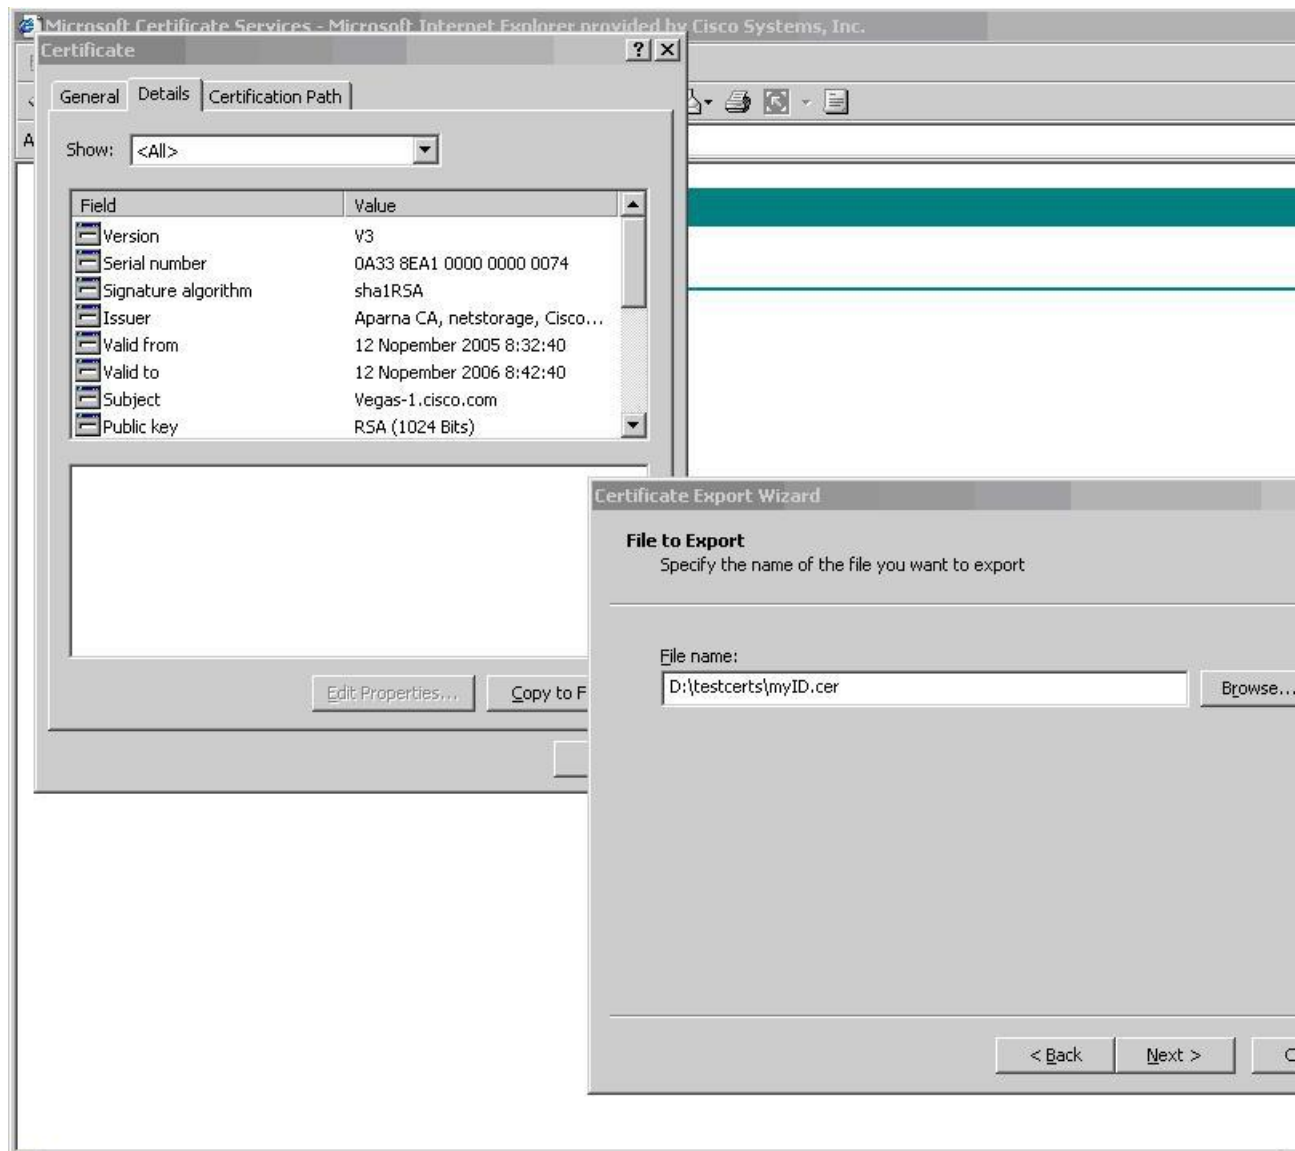 Microsoft Certificate Services - Microsoft Internet Explorer provided by Cisco Systems, Inc.
Certificate
General Details Certification Path
Show: <All>
Field Value
Version V3
Serial number 0A33 8EA1 0000 0000 0074
Signature algorithm sha1RSA
Issuer Aparna CA, netstorage, Cisco...
Valid from 12 Nopember 2005 8:32:40
Valid to 12 Nopember 2006 8:42:40
Subject Vegas-1.cisco.com
Public key RSA (1024 Bits)
Edit Properties... Copy to F
Certificate Export Wizard
File to Export
Specify the name of the file you want to export
File name:
D:\testcerts\myID.cer
Browse...
< Back Next > C